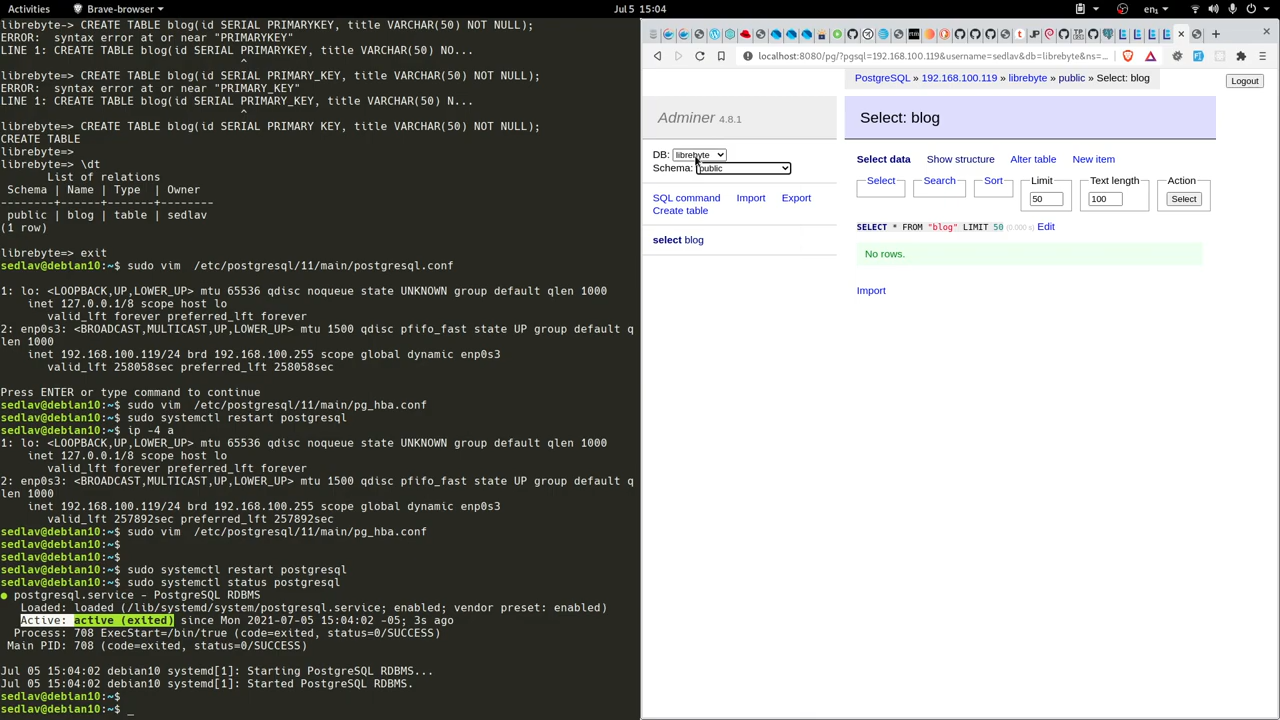 Activities
Brave-browser
Jul 5 15:04
en1
librebyte=> CREATE TABLE blog(id SERIAL PRIMARYKEY, title VARCHAR(50) NOT NULL);
ERROR:  syntax error at or near "PRIMARYKEY"
LINE 1: CREATE TABLE blog(id SERIAL PRIMARYKEY, title VARCHAR(50) NO...
^
librebyte=> CREATE TABLE blog(id SERIAL PRIMARY_KEY, title VARCHAR(50) NOT NULL);
ERROR:  syntax error at or near "PRIMARY_KEY"
LINE 1: CREATE TABLE blog(id SERIAL PRIMARY_KEY, title VARCHAR(50) N...
^
librebyte=> CREATE TABLE blog(id SERIAL PRIMARY KEY, title VARCHAR(50) NOT NULL);
CREATE TABLE
librebyte=>
librebyte=> \dt
List of relations
Schema | Name | Type  | Owner
--------+------+-------+--------
public | blog | table | sedlav
(1 row)
librebyte=> exit
sedlav@debian10:~$ sudo vim  /etc/postgresql/11/main/postgresql.conf
1: lo: <LOOPBACK,UP,LOWER_UP> mtu 65536 qdisc noqueue state UNKNOWN group default qlen 1000
inet 127.0.0.1/8 scope host lo
valid_lft forever preferred_lft forever
2: enp0s3: <BROADCAST,MULTICAST,UP,LOWER_UP> mtu 1500 qdisc pfifo_fast state UP group default q
len 1000
inet 192.168.100.119/24 brd 192.168.100.255 scope global dynamic enp0s3
valid_lft 258058sec preferred_lft 258058sec
Press ENTER or type command to continue
sedlav@debian10:~$ sudo vim  /etc/postgresql/11/main/pg_hba.conf
sedlav@debian10:~$ sudo systemctl restart postgresql
sedlav@debian10:~$ ip -4 a
1: lo: <LOOPBACK,UP,LOWER_UP> mtu 65536 qdisc noqueue state UNKNOWN group default qlen 1000
inet 127.0.0.1/8 scope host lo
valid_lft forever preferred_lft forever
2: enp0s3: <BROADCAST,MULTICAST,UP,LOWER_UP> mtu 1500 qdisc pfifo_fast state UP group default q
len 1000
inet 192.168.100.119/24 brd 192.168.100.255 scope global dynamic enp0s3
valid_lft 257892sec preferred_lft 257892sec
sedlav@debian10:~$ sudo vim  /etc/postgresql/11/main/pg_hba.conf
sedlav@debian10:~$
sedlav@debian10:~$
sedlav@debian10:~$ sudo systemctl restart postgresql
sedlav@debian10:~$ sudo systemctl status postgresql
● postgresql.service - PostgreSQL RDBMS
Loaded: loaded (/lib/systemd/system/postgresql.service; enabled; vendor preset: enabled)
Active: active (exited) since Mon 2021-07-05 15:04:02 -05; 3s ago
Process: 708 ExecStart=/bin/true (code=exited, status=0/SUCCESS)
Main PID: 708 (code=exited, status=0/SUCCESS)
Jul 05 15:04:02 debian10 systemd[1]: Starting PostgreSQL RDBMS...
Jul 05 15:04:02 debian10 systemd[1]: Started PostgreSQL RDBMS.
sedlav@debian10:~$
sedlav@debian10:~$ _
localhost:8080/pg/?pgsql=192.168.100.119&username=sedlav&db=librebyte&ns=...
PostgreSQL » 192.168.100.119 » librebyte » public » Select: blog
Logout
Adminer 4.8.1
DB: librebyte
Schema: public
SQL command Import Export
Create table
select blog
Select: blog
Select data Show structure Alter table New item
Select Search Sort Limit Text length Action
50 100 Select
SELECT * FROM "blog" LIMIT 50 (0.000 s) Edit
No rows.
Import